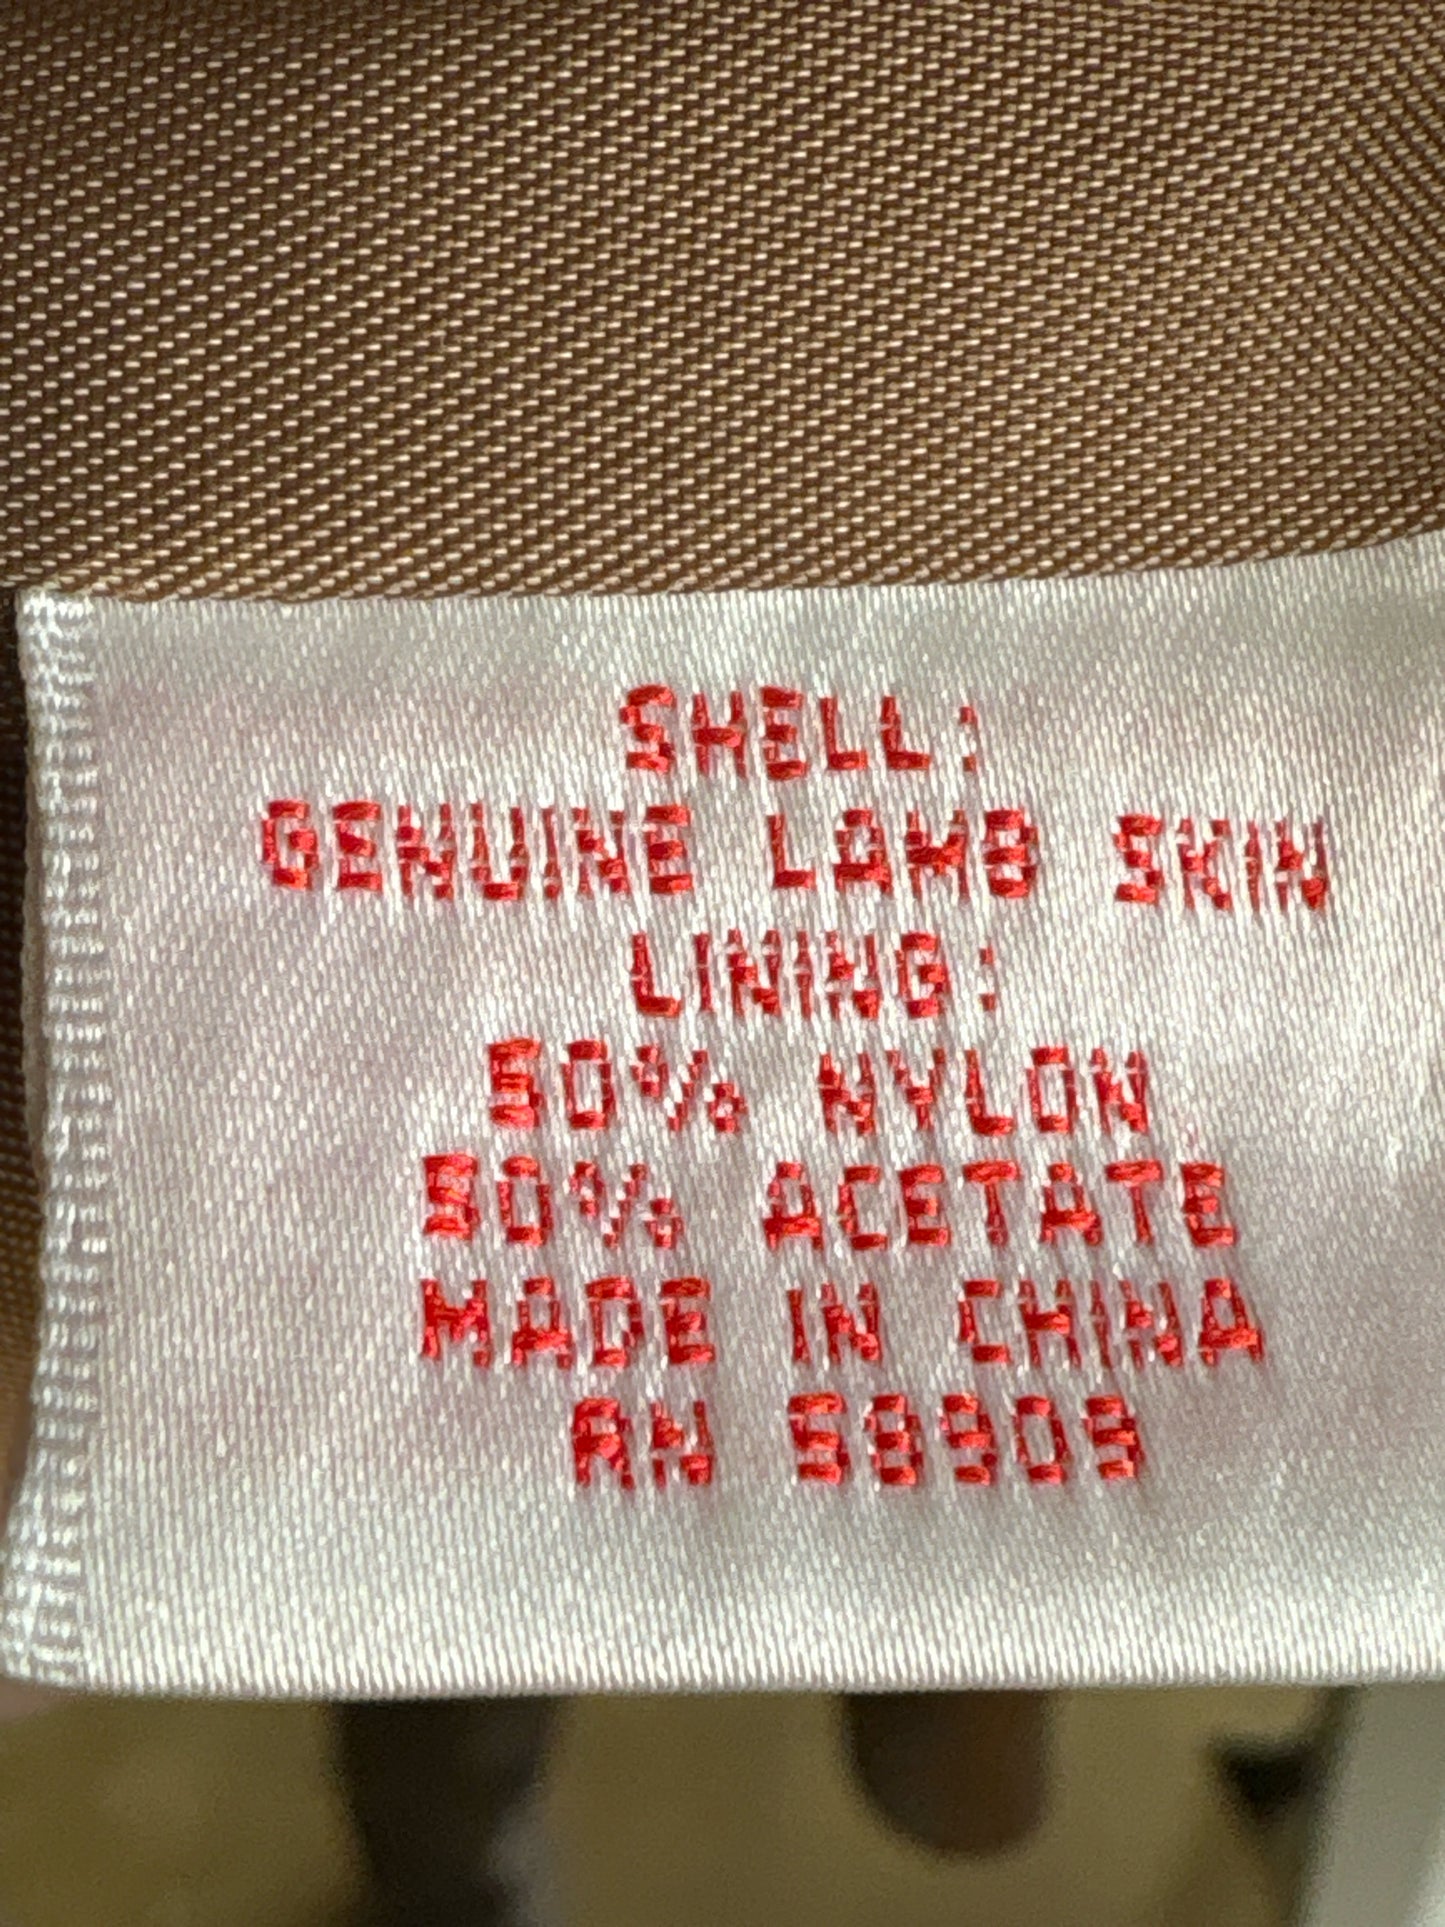 SHELL:
GENUINE LAMB SKIN
LINING:
50% NYLON
50% ACETATE
MADE IN CHINA
RN 58909